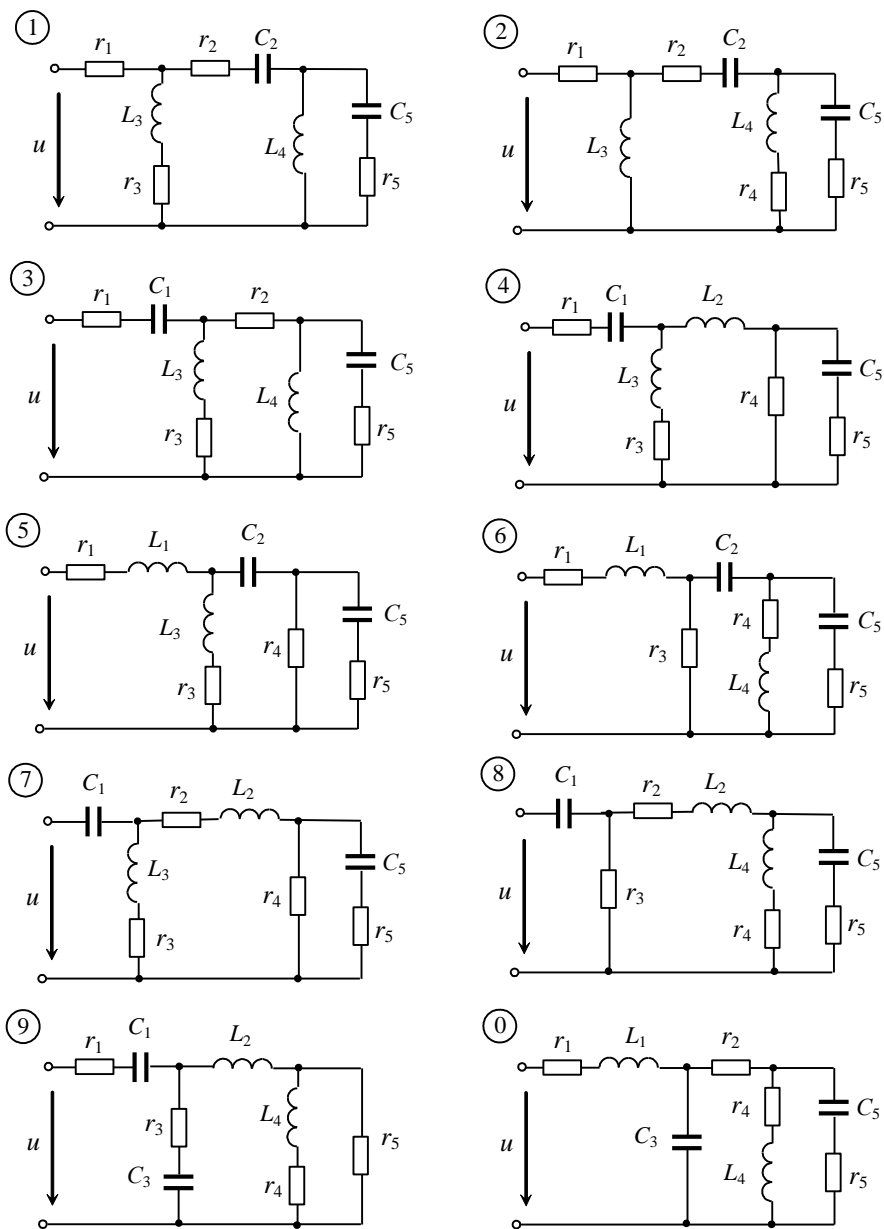 1
r1 r2 C2
L3 C5
u L4
r3 r5
2
r1 r2 C2
L4 C5
u L3
r4 r5
3
r1 C1 r2
L3 C5
u L4
r3 r5
4
r1 C1 L2
L3 C5
u r4
r3 r5
5
r1 L1 C2
L3 C5
u r4
r3 r5
6
r1 L1 C2
r4 C5
u r3
L4 r5
7
C1 r2 L2
L3 C5
u r4
r3 r5
8
C1 r2 L2
L4 C5
u r3
r4 r5
9
r1 C1 L2
L4
u r3 r5
C3 r4
0
r1 L1 r2
r4 C5
u C3
L4 r5